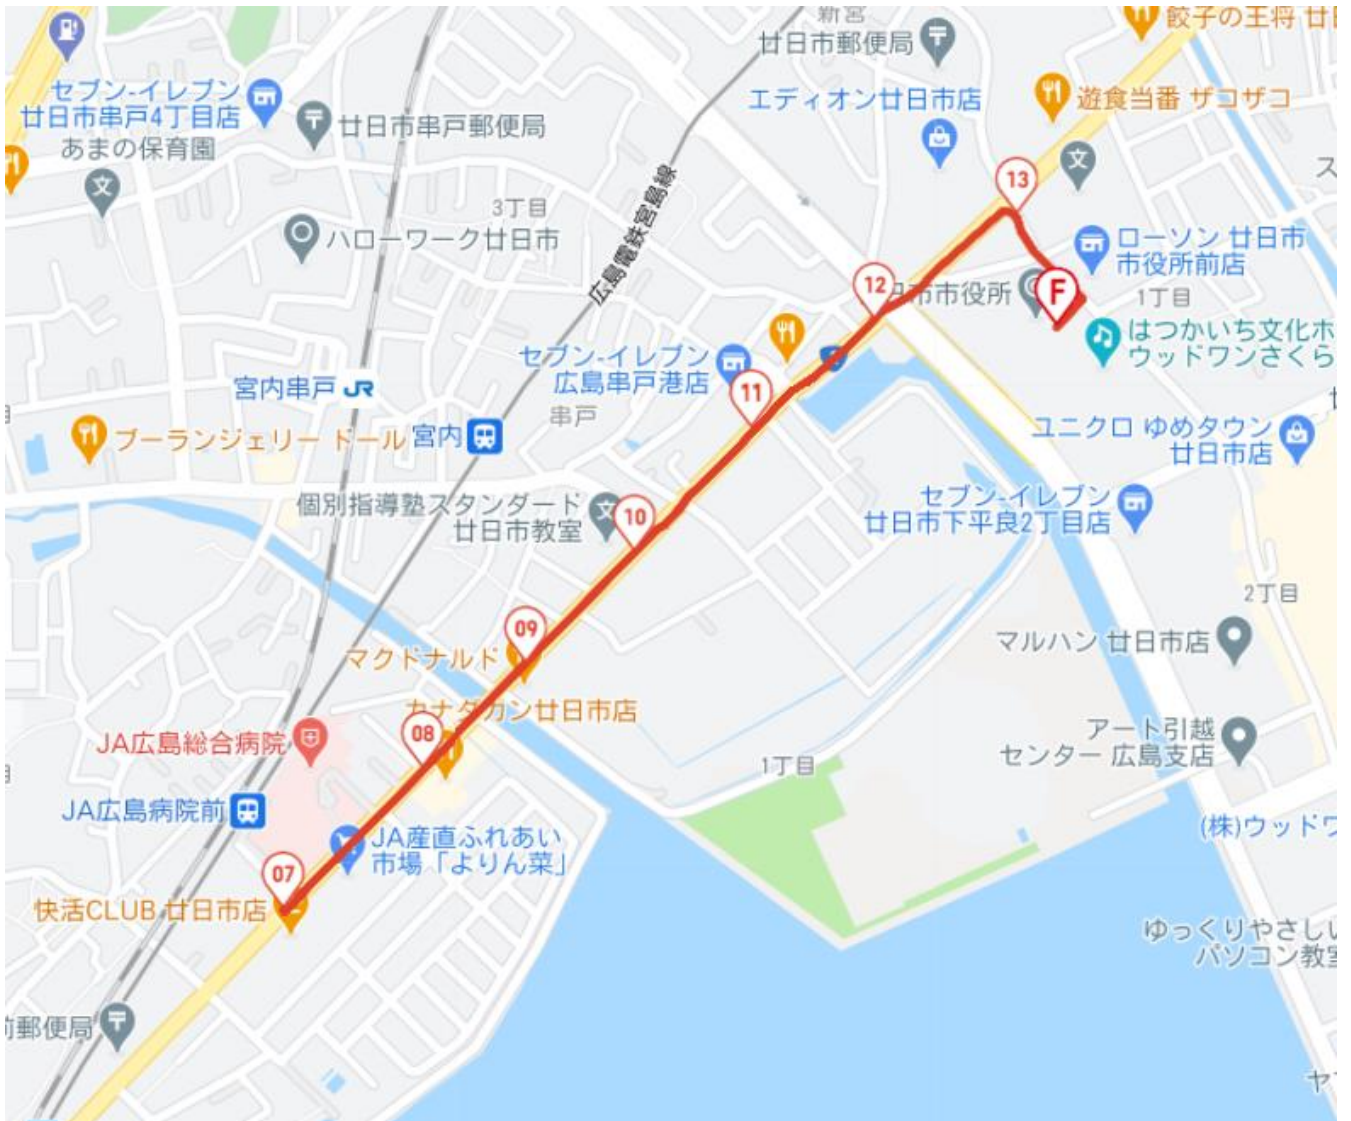 新宮
餃子の王将 廿
廿日市郵便局
セブン-イレブン
廿日市串戸4丁目店
エディオン廿日市店
遊食当番 ザコザコ
廿日市串戸郵便局
あまの保育園
文
文
ス
13
広島電鉄宮島線
3丁目
ハローワーク廿日市
ローソン 廿日市
市役所前店
12
日市市役所
F
1丁目
はつかいち文化ホ
ウッドワンさくら
セブン-イレブン
広島串戸港店
2
宮内串戸 JR
11
串戸
ブーランジェリー ドール
宮内
ユニクロ ゆめタウン
廿日市店
個別指導塾スタンダード
廿日市教室
文
10
セブン-イレブン
廿日市下平良2丁目店
2丁目
09
マクドナルド
マルハン 廿日市店
カナダカン廿日市店
08
JA広島総合病院
アート引越
センター 広島支店
1丁目
JA広島病院前
JA産直ふれあい
市場「よりん菜」
(株)ウッドワ
07
快活CLUB 廿日市店
ゆっくりやさしい
パソコン教室
前郵便局
ヤ